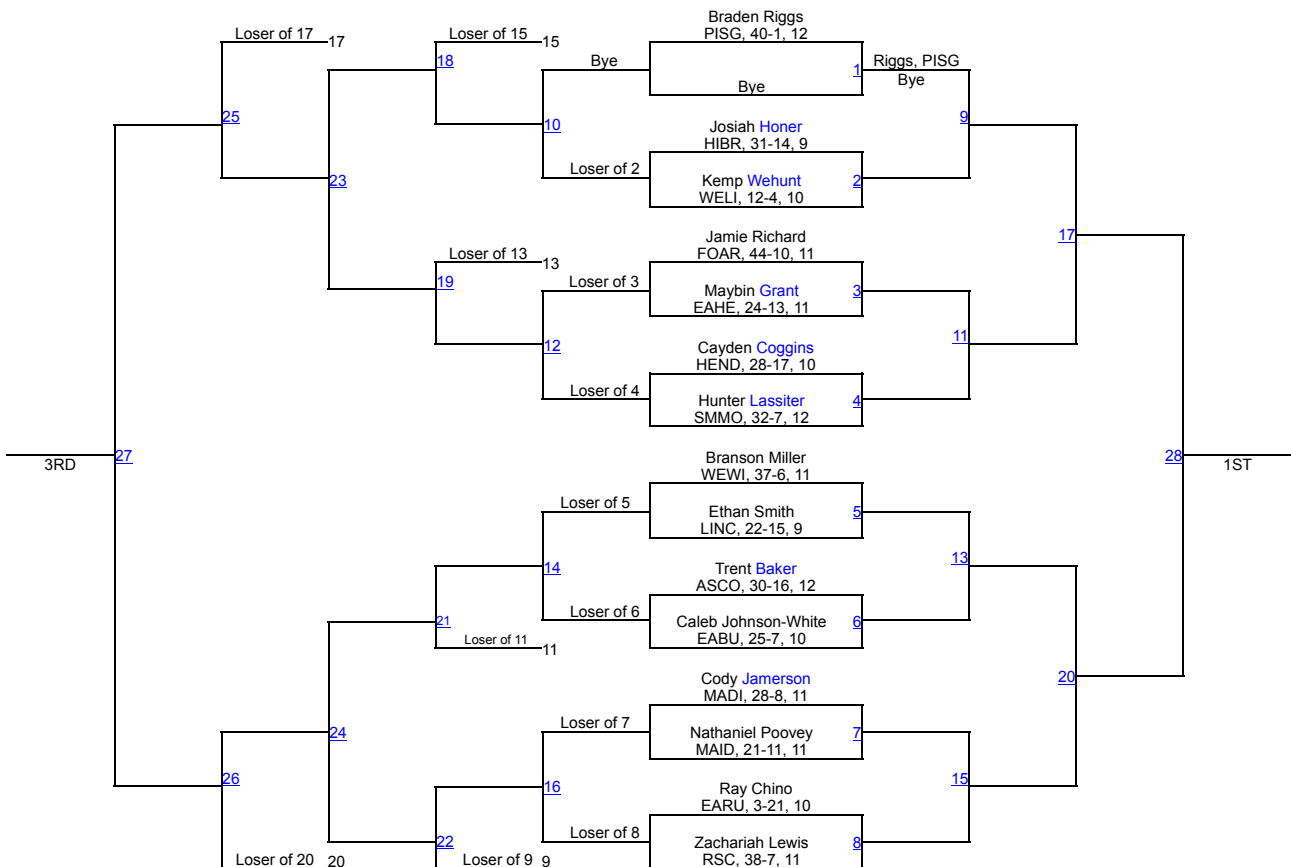 Braden Riggs
PISG, 40-1, 12
Loser of 17 17
Loser of 15 15
18
Bye
1
Riggs, PISG
Bye
Bye
25
10
9
Josiah Honer
HIBR, 31-14, 9
Loser of 2
23
Kemp Wehunt
WELI, 12-4, 10
2
Jamie Richard
FOAR, 44-10, 11
17
Loser of 13 13
19
Loser of 3
Maybin Grant
EAHE, 24-13, 11
3
12
11
Cayden Coggins
HEND, 28-17, 10
Loser of 4
Hunter Lassiter
SMMO, 32-7, 12
4
3RD
27
28
1ST
Branson Miller
WEWI, 37-6, 11
Loser of 5
Ethan Smith
LINC, 22-15, 9
5
14
13
Trent Baker
ASCO, 30-16, 12
Loser of 6
21
Caleb Johnson-White
EABU, 25-7, 10
6
Loser of 11 11
Cody Jamerson
MADI, 28-8, 11
20
Loser of 7
24
Nathaniel Poovey
MAID, 21-11, 11
7
26
16
15
Ray Chino
EARU, 3-21, 10
Loser of 8
22
Zachariah Lewis
RSC, 38-7, 11
8
Loser of 20 20
Loser of 9 9